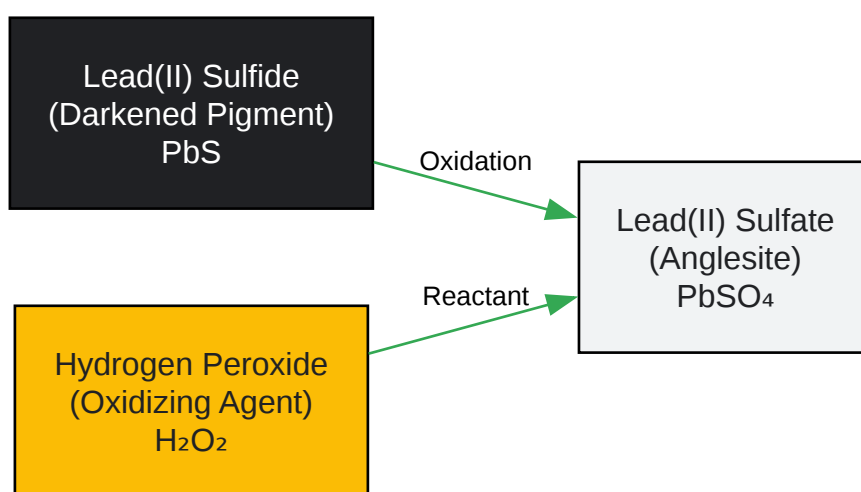 Lead(II) Sulfide
(Darkened Pigment)
PbS
Oxidation
Lead(II) Sulfate
(Anglesite)
PbSO₄
Reactant
Hydrogen Peroxide
(Oxidizing Agent)
H₂O₂